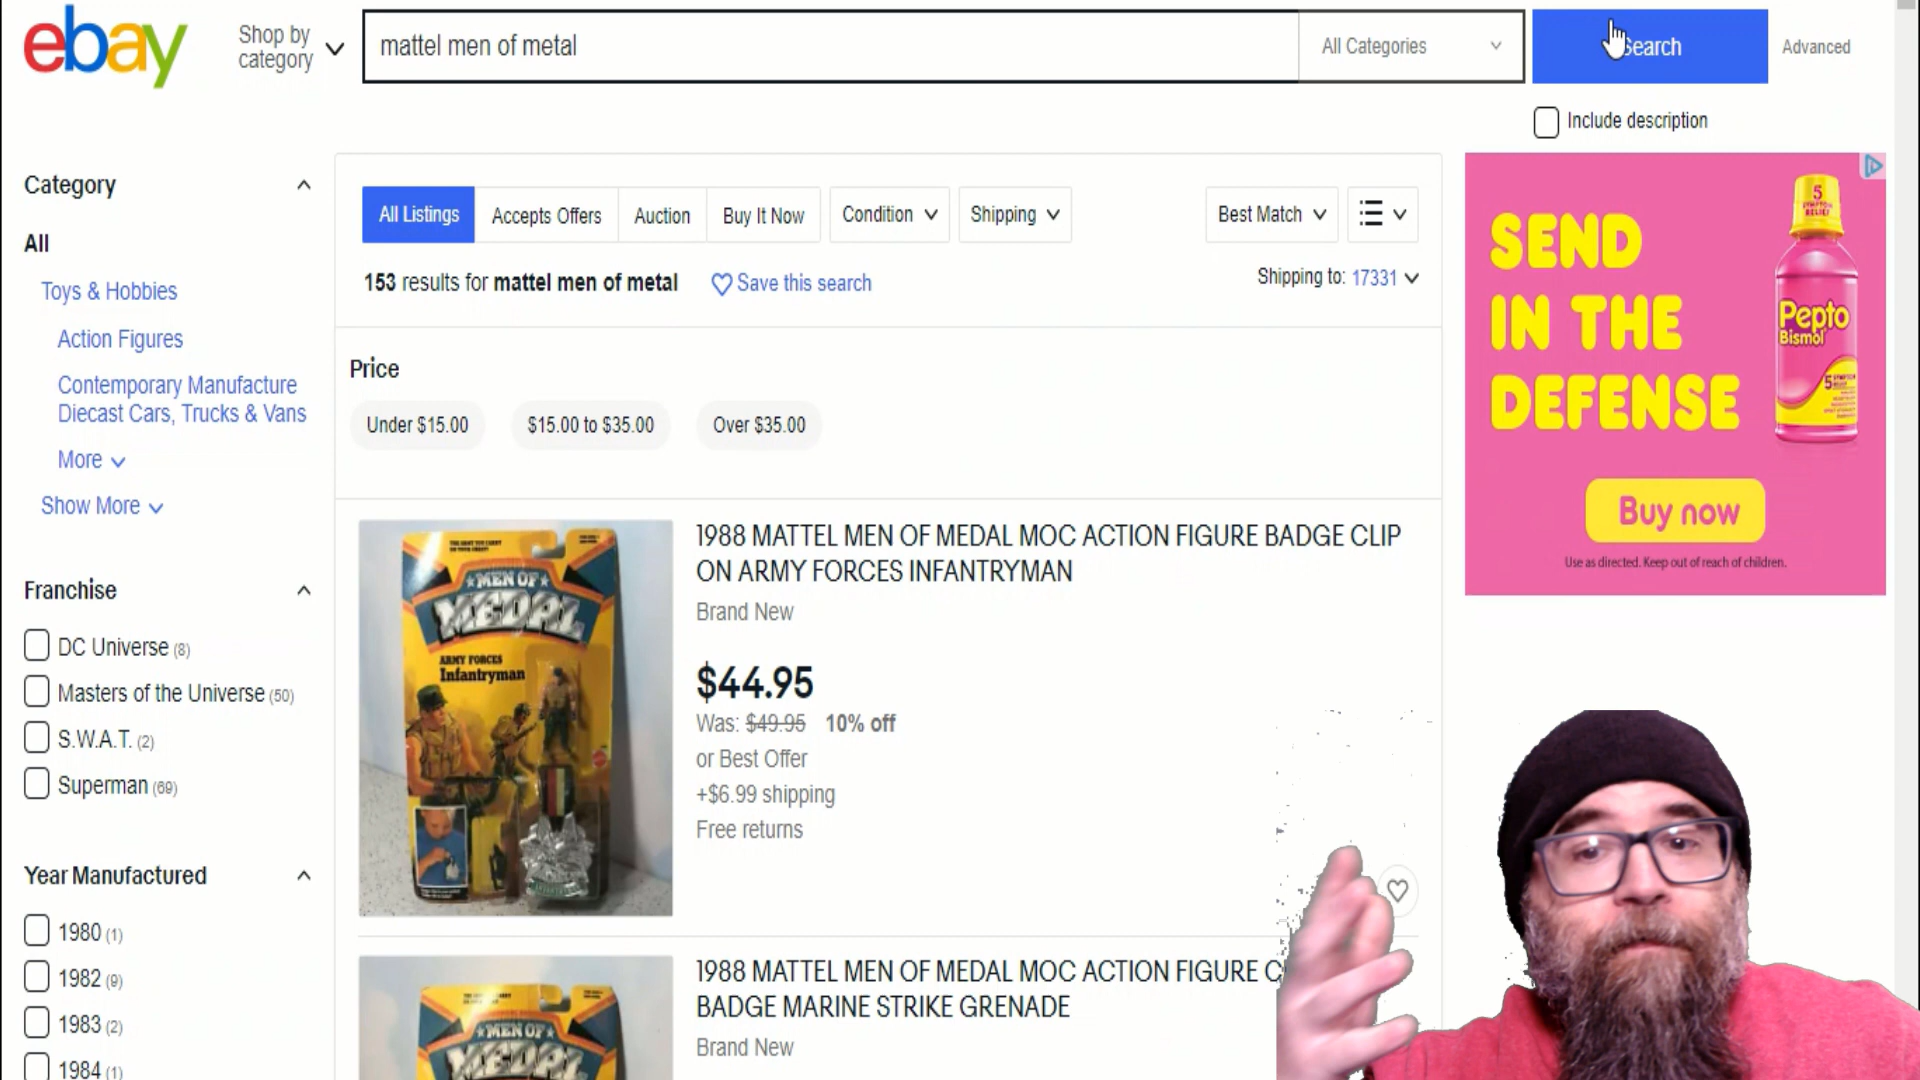 ebay
Shop by
category
mattel men of metal
All Categories
Search
Advanced
Include description
Category
All
Toys & Hobbies
Action Figures
Contemporary Manufacture
Diecast Cars, Trucks & Vans
More
Show More
Franchise
DC Universe (8)
Masters of the Universe (50)
S.W.A.T. (2)
Superman (69)
Year Manufactured
1980 (1)
1982 (9)
1983 (2)
1984 (1)
All Listings
Accepts Offers
Auction
Buy It Now
Condition
Shipping
Best Match
153 results for mattel men of metal
Save this search
Shipping to: 17331
Price
Under $15.00
$15.00 to $35.00
Over $35.00
MEN OF
MEDAL
ARMY FORCES
Infantryman
1988 MATTEL MEN OF MEDAL MOC ACTION FIGURE BADGE CLIP
ON ARMY FORCES INFANTRYMAN
Brand New
$44.95
Was: $49.95 10% off
or Best Offer
+$6.99 shipping
Free returns
MEN OF
MEDAL
1988 MATTEL MEN OF MEDAL MOC ACTION FIGURE C
BADGE MARINE STRIKE GRENADE
Brand New
SEND
IN THE
DEFENSE
5
SYMPTOM
RELIEF
Pepto
Bismol
5
Buy now
Use as directed. Keep out of reach of children.